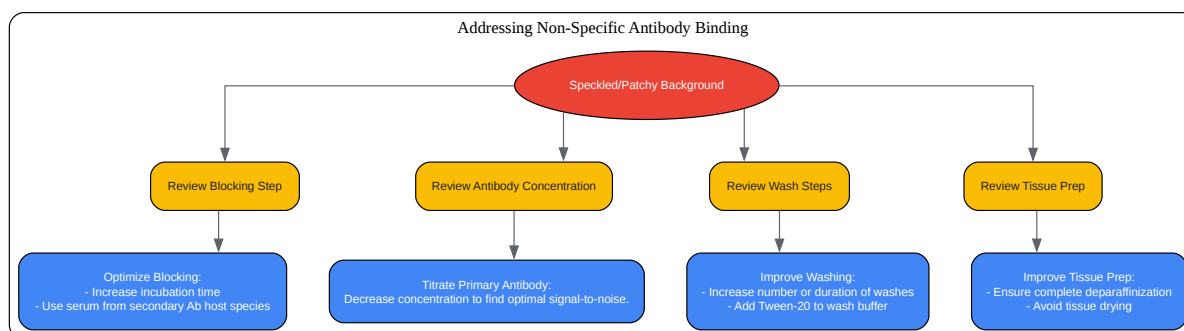 Addressing Non-Specific Antibody Binding
Speckled/Patchy Background
Review Blocking Step
Review Antibody Concentration
Review Wash Steps
Review Tissue Prep
Optimize Blocking:
- Increase incubation time
- Use serum from secondary Ab host species
Titrate Primary Antibody:
Decrease concentration to find optimal signal-to-noise.
Improve Washing:
- Increase number or duration of washes
- Add Tween-20 to wash buffer
Improve Tissue Prep:
- Ensure complete deparaffinization
- Avoid tissue drying